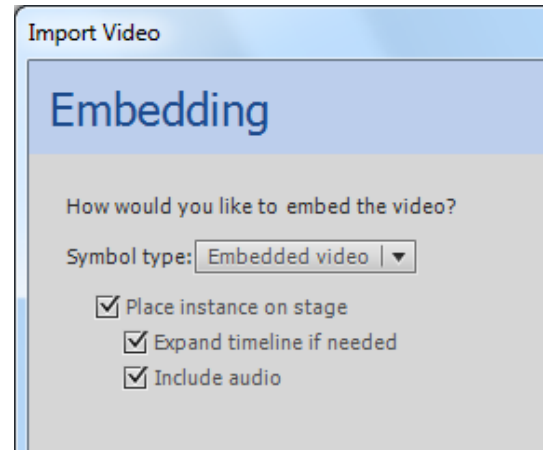 Import Video
Embedding
How would you like to embed the video?
Symbol type: Embedded video
Place instance on stage
Expand timeline if needed
Include audio